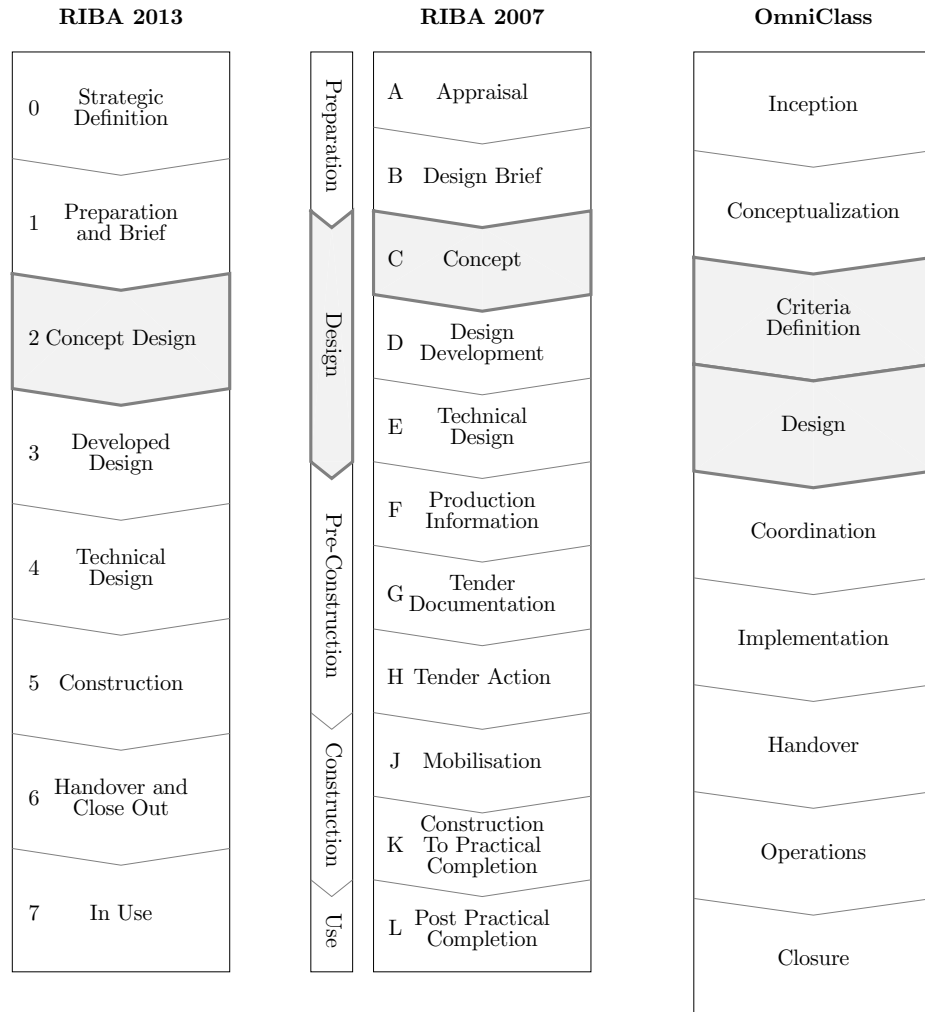 RIBA 2013
0
Strategic
Definition
1
Preparation
and Brief
2 Concept Design
3
Developed
Design
4
Technical
Design
5 Construction
6
Handover and
Close Out
7 In Use
RIBA 2007
Preparation
Design
Pre-Construction
Construction
Use
A Appraisal
B Design Brief
C Concept
D
Design
Development
E
Technical
Design
F
Production
Information
G
Tender
Documentation
H Tender Action
J Mobilisation
K
Construction
To Practical
Completion
L
Post Practical
Completion
OmniClass
Inception
Conceptualization
Criteria
Definition
Design
Coordination
Implementation
Handover
Operations
Closure